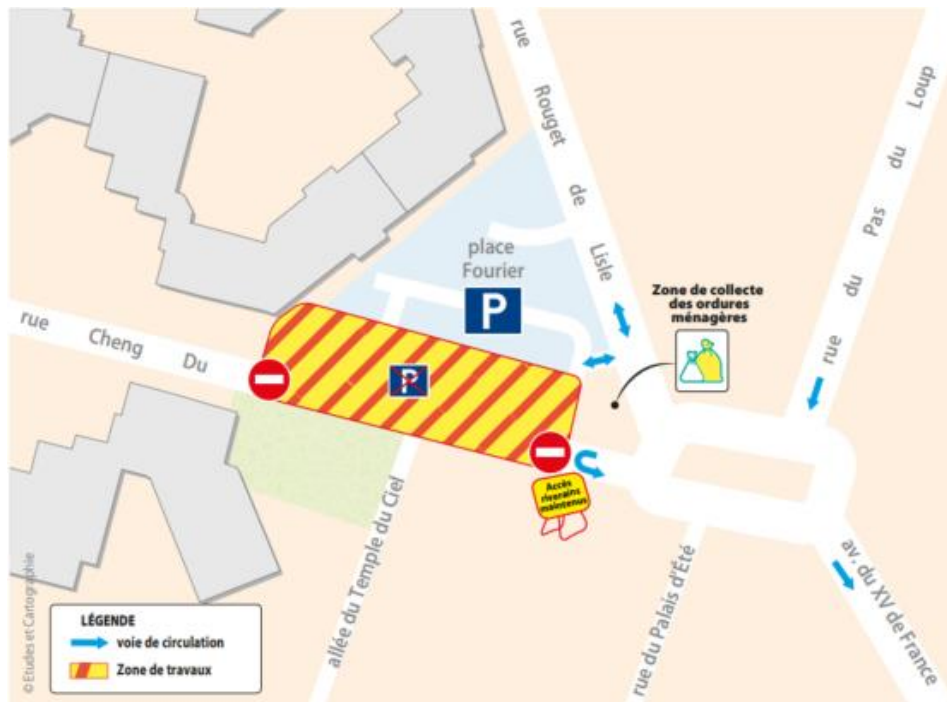 rue Rouget de Lisle
rue du Pas du Loup
place
Fourier
P
Zone de collecte
des ordures
ménagères
rue Cheng Du
P
Accès
riverains
maintenus
allée du Temple du Ciel
rue du Palais d'Été
av. du XV de France
© Etudes et Cartographie
LÉGENDE
voie de circulation
Zone de travaux